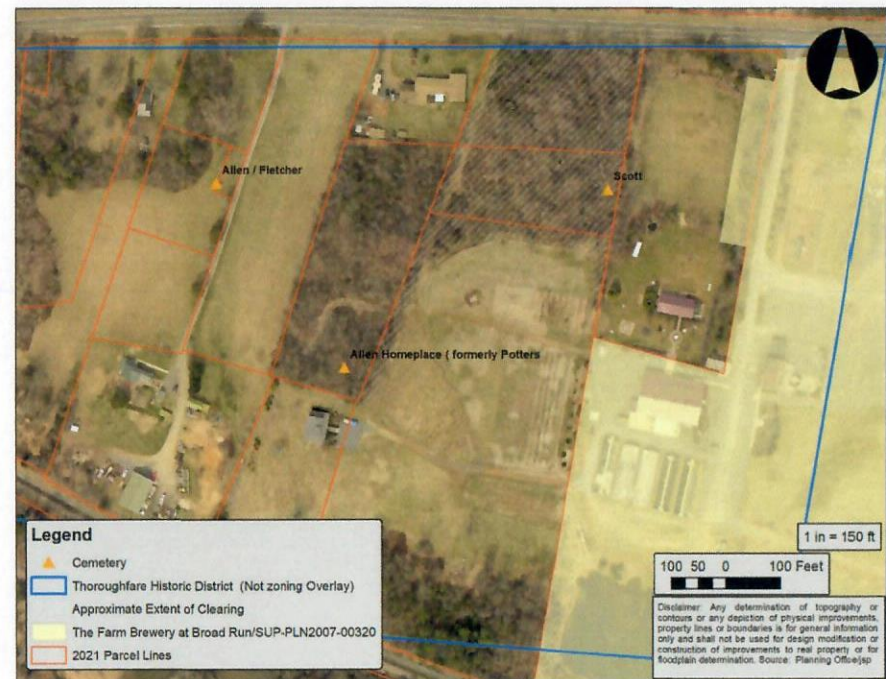 Allen / Fletcher
Scott
Allen Homeplace ( formerly Potters
Legend
Cemetery
Thoroughfare Historic District (Not zoning Overlay)
Approximate Extent of Clearing
The Farm Brewery at Broad Run/SUP-PLN2007-00320
2021 Parcel Lines
1 in = 150 ft
100 50 0 100 Feet
Disclaimer: Any determination of topography or
contours or any depiction of physical improvements,
property lines or boundaries is for general information
only and shall not be used for design modification or
construction of improvements to real property or for
floodplain determination. Source: Planning Office/jsp